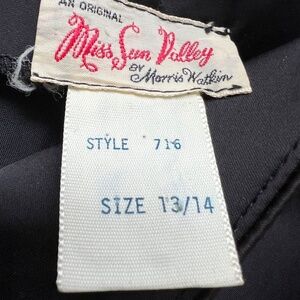 AN ORIGINAL
Miss Sun Valley
BY
Morris Watkin
STYLE 716
SIZE 13/14